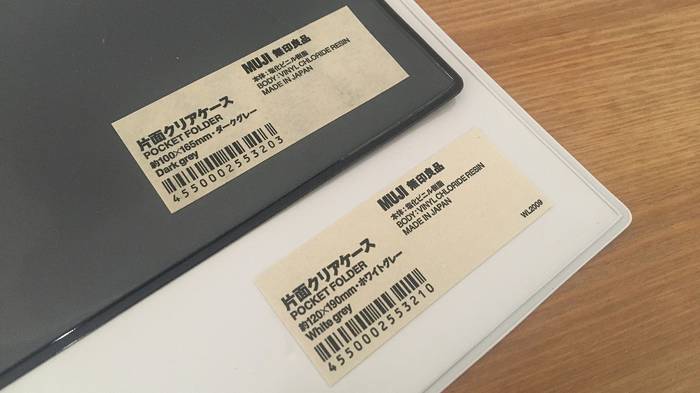 MUJI 無印良品
本体：塩化ビニル樹脂
BODY：VINYL CHLORIDE RESIN
MADE IN JAPAN
片面クリアケース
POCKET FOLDER
約100×165mm・ダークグレー
Dark grey
4550002553203
MUJI 無印良品
本体：塩化ビニル樹脂
BODY：VINYL CHLORIDE RESIN
MADE IN JAPAN
WL2009
片面クリアケース
POCKET FOLDER
約120×190mm・ホワイトグレー
White grey
4550002553210